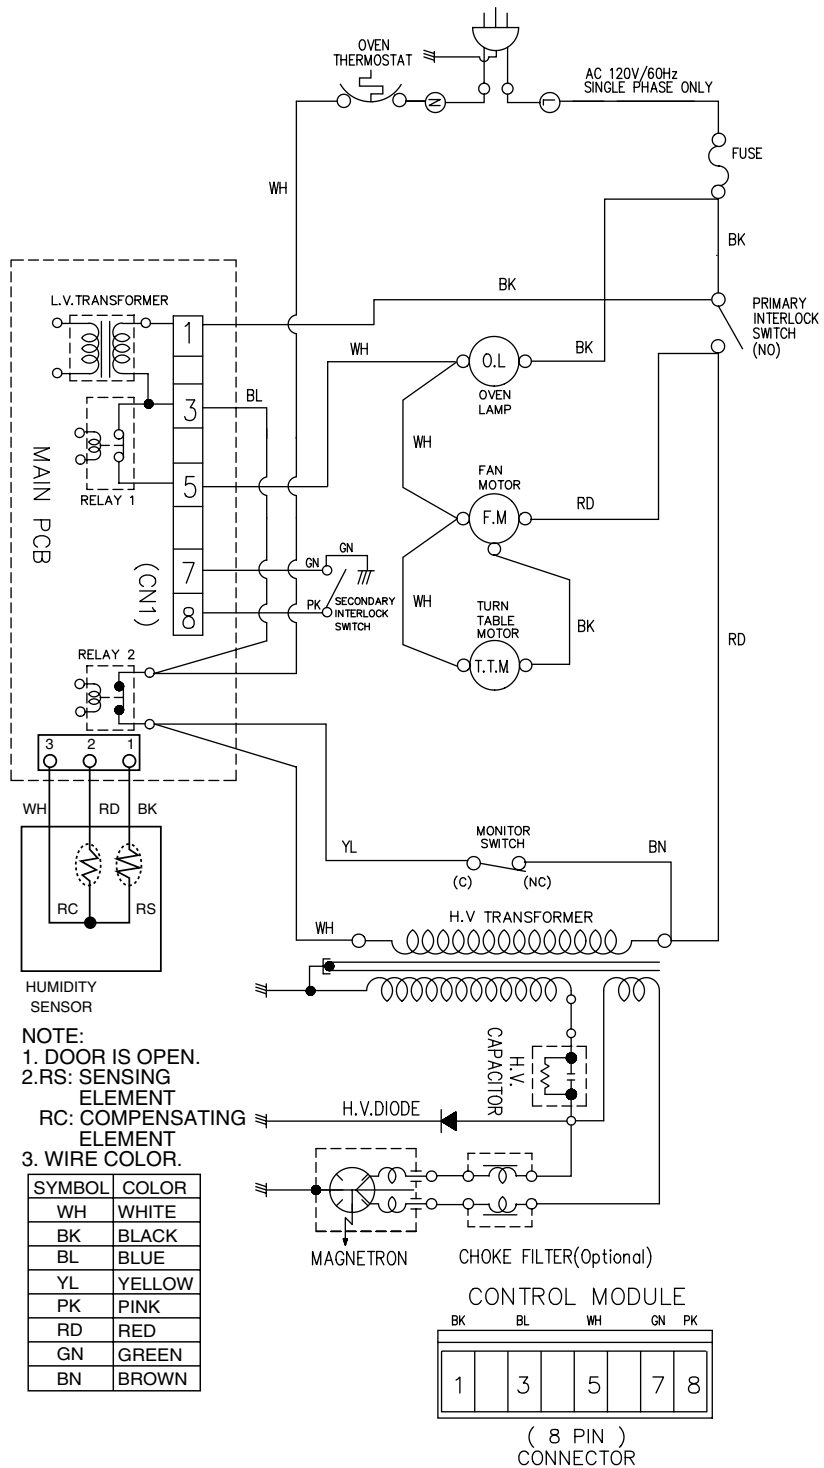 OVEN
THERMOSTAT
AC 120V/60Hz
SINGLE PHASE ONLY
N
L
FUSE
WH
BK
BK
L.V.TRANSFORMER
PRIMARY
INTERLOCK
SWITCH
(NO)
1
WH
O.L
BK
OVEN
LAMP
3
BL
WH
MAIN PCB
RELAY 1
5
FAN
MOTOR
F.M
RD
(CN1)
7
GN
GN
8
PK
SECONDARY
INTERLOCK
SWITCH
WH
TURN
TABLE
MOTOR
BK
T.T.M
RD
RELAY 2
3 2 1
WH RD BK
YL
MONITOR
SWITCH
BN
(C) (NC)
RC RS
WH
H.V TRANSFORMER
HUMIDITY
SENSOR
H.V.
CAPACITOR
H.V.DIODE
MAGNETRON
CHOKE FILTER(Optional)
NOTE:
1. DOOR IS OPEN.
2.RS: SENSING
ELEMENT
RC: COMPENSATING
ELEMENT
3. WIRE COLOR.
SYMBOL COLOR
WH WHITE
BK BLACK
BL BLUE
YL YELLOW
PK PINK
RD RED
GN GREEN
BN BROWN
CONTROL MODULE
BK BL WH GN PK
1 3 5 7 8
( 8 PIN )
CONNECTOR